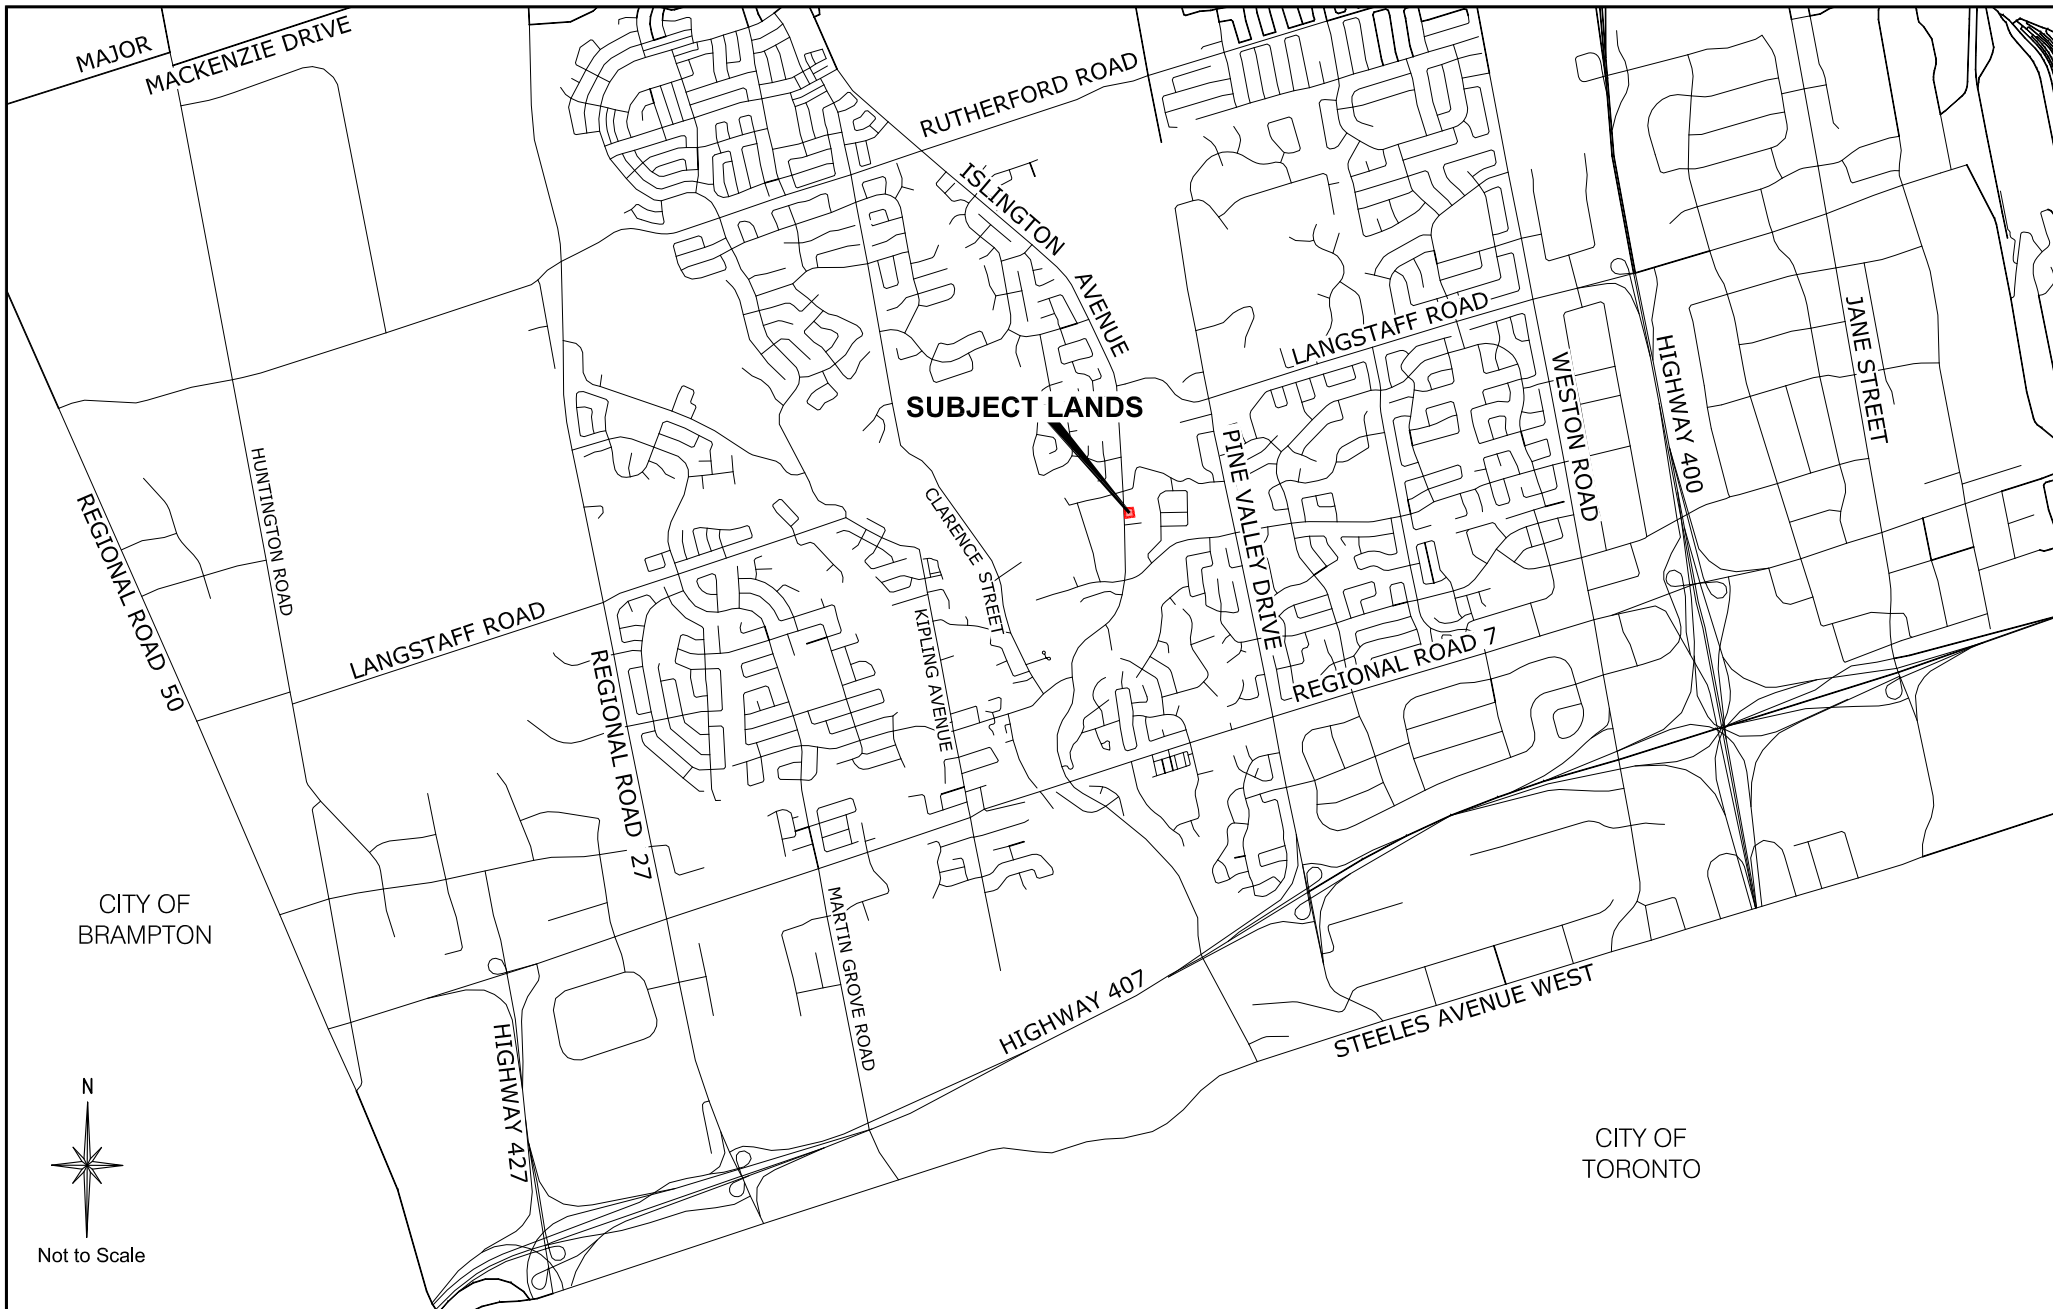 MAJOR
MACKENZIE DRIVE
RUTHERFORD ROAD
ISLINGTON
AVENUE
LANGSTAFF ROAD
JANE STREET
HIGHWAY 400
WESTON ROAD
SUBJECT LANDS
PINE VALLEY DRIVE
HUNTINGTON ROAD
REGIONAL ROAD 50
CLARENCE STREET
KIPLING AVENUE
LANGSTAFF ROAD
REGIONAL ROAD 27
REGIONAL ROAD 7
CITY OF
BRAMPTON
MARTIN GROVE ROAD
HIGHWAY 407
STEELES AVENUE WEST
HIGHWAY 427
N
Not to Scale
CITY OF
TORONTO